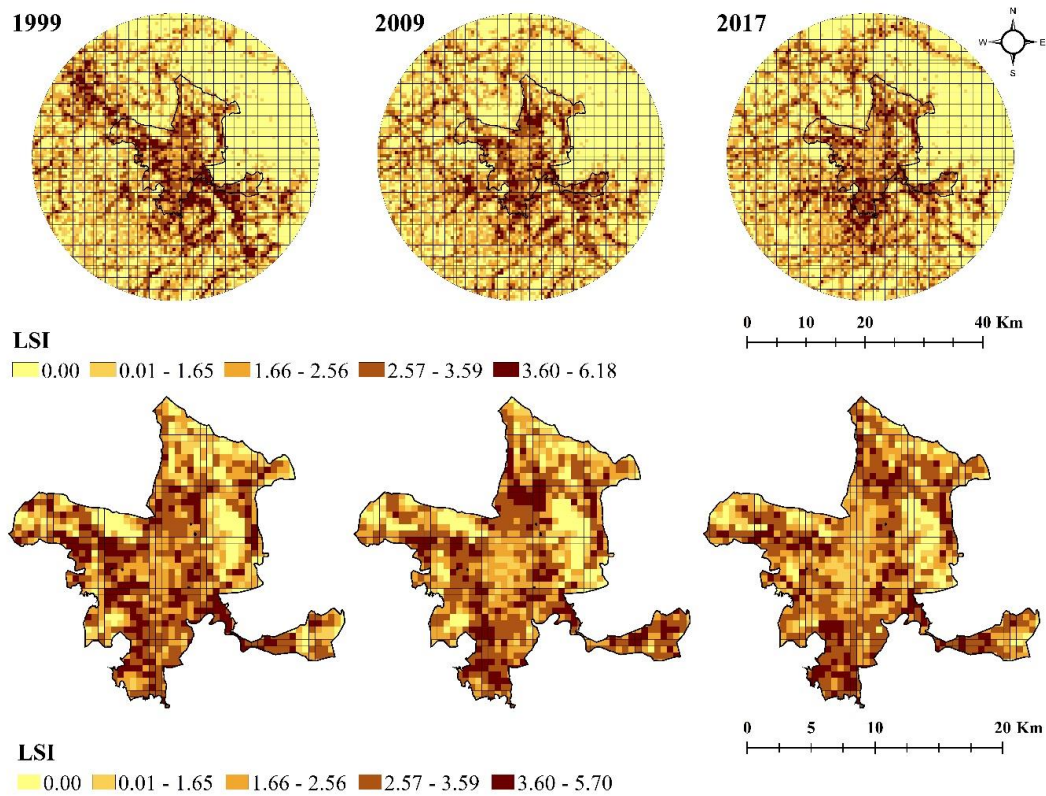 1999 2009 2017
N
W E
S
0 10 20 40 Km
LSI
0.00 0.01 - 1.65 1.66 - 2.56 2.57 - 3.59 3.60 - 6.18
0 5 10 20 Km
LSI
0.00 0.01 - 1.65 1.66 - 2.56 2.57 - 3.59 3.60 - 5.70